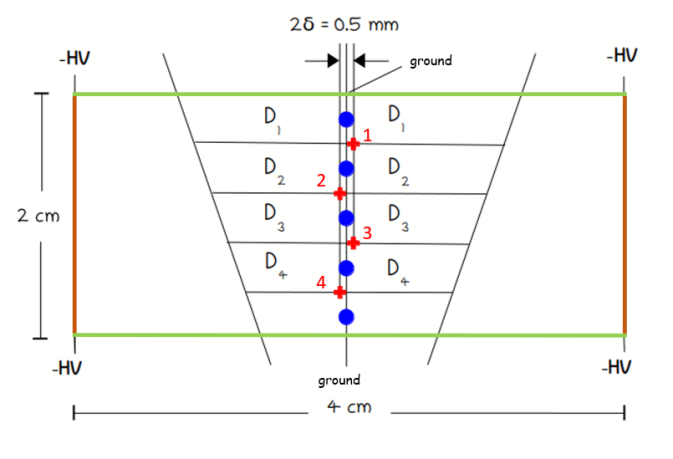 2δ = 0.5 mm
-HV
ground
-HV
D1
D1
1
D2
2
D2
2 cm
D3
D3
3
D4
4
D4
-HV
ground
-HV
4 cm